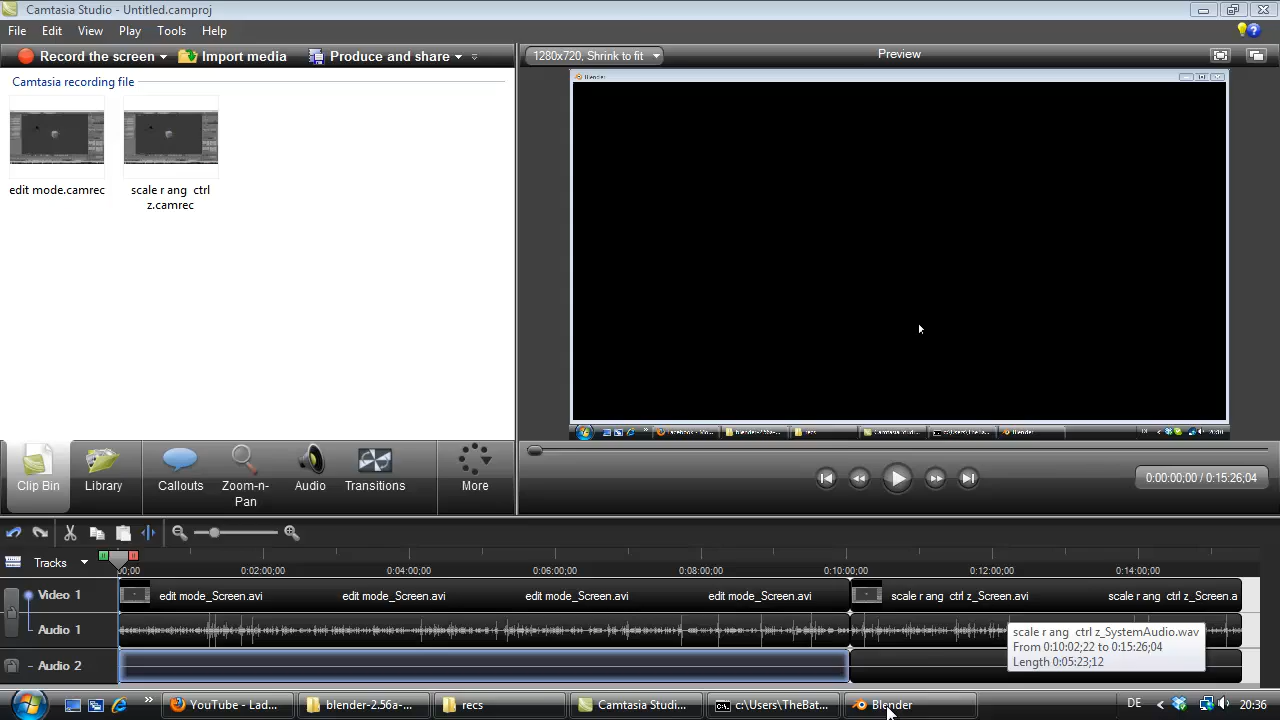 Camtasia Studio - Untitled.camproj
File Edit View Play Tools Help
Record the screen Import media Produce and share
1280x720, Shrink to fit Preview
Camtasia recording file
Blender
edit mode.camrec
scale r ang ctrl z.camrec
Clip Bin Library Callouts Zoom-n-Pan Audio Transitions More
0:00:00;00 / 0:15:26;04
Tracks
00;00 0:02:00;00 0:04:00;00 0:06:00;00 0:08:00;00 0:10:00;00 0:12:00;00 0:14:00;00
Video 1 edit mode_Screen.avi edit mode_Screen.avi edit mode_Screen.avi edit mode_Screen.avi scale r ang ctrl z_Screen.avi scale r ang ctrl z_Screen.a
Audio 1
scale r ang ctrl z_SystemAudio.wav
From 0:10:02;22 to 0:15:26;04
Length 0:05:23;12
Audio 2
YouTube - Lad... blender-2.56a-... recs Camtasia Studi... c:\Users\TheBat... Blender DE 20:36